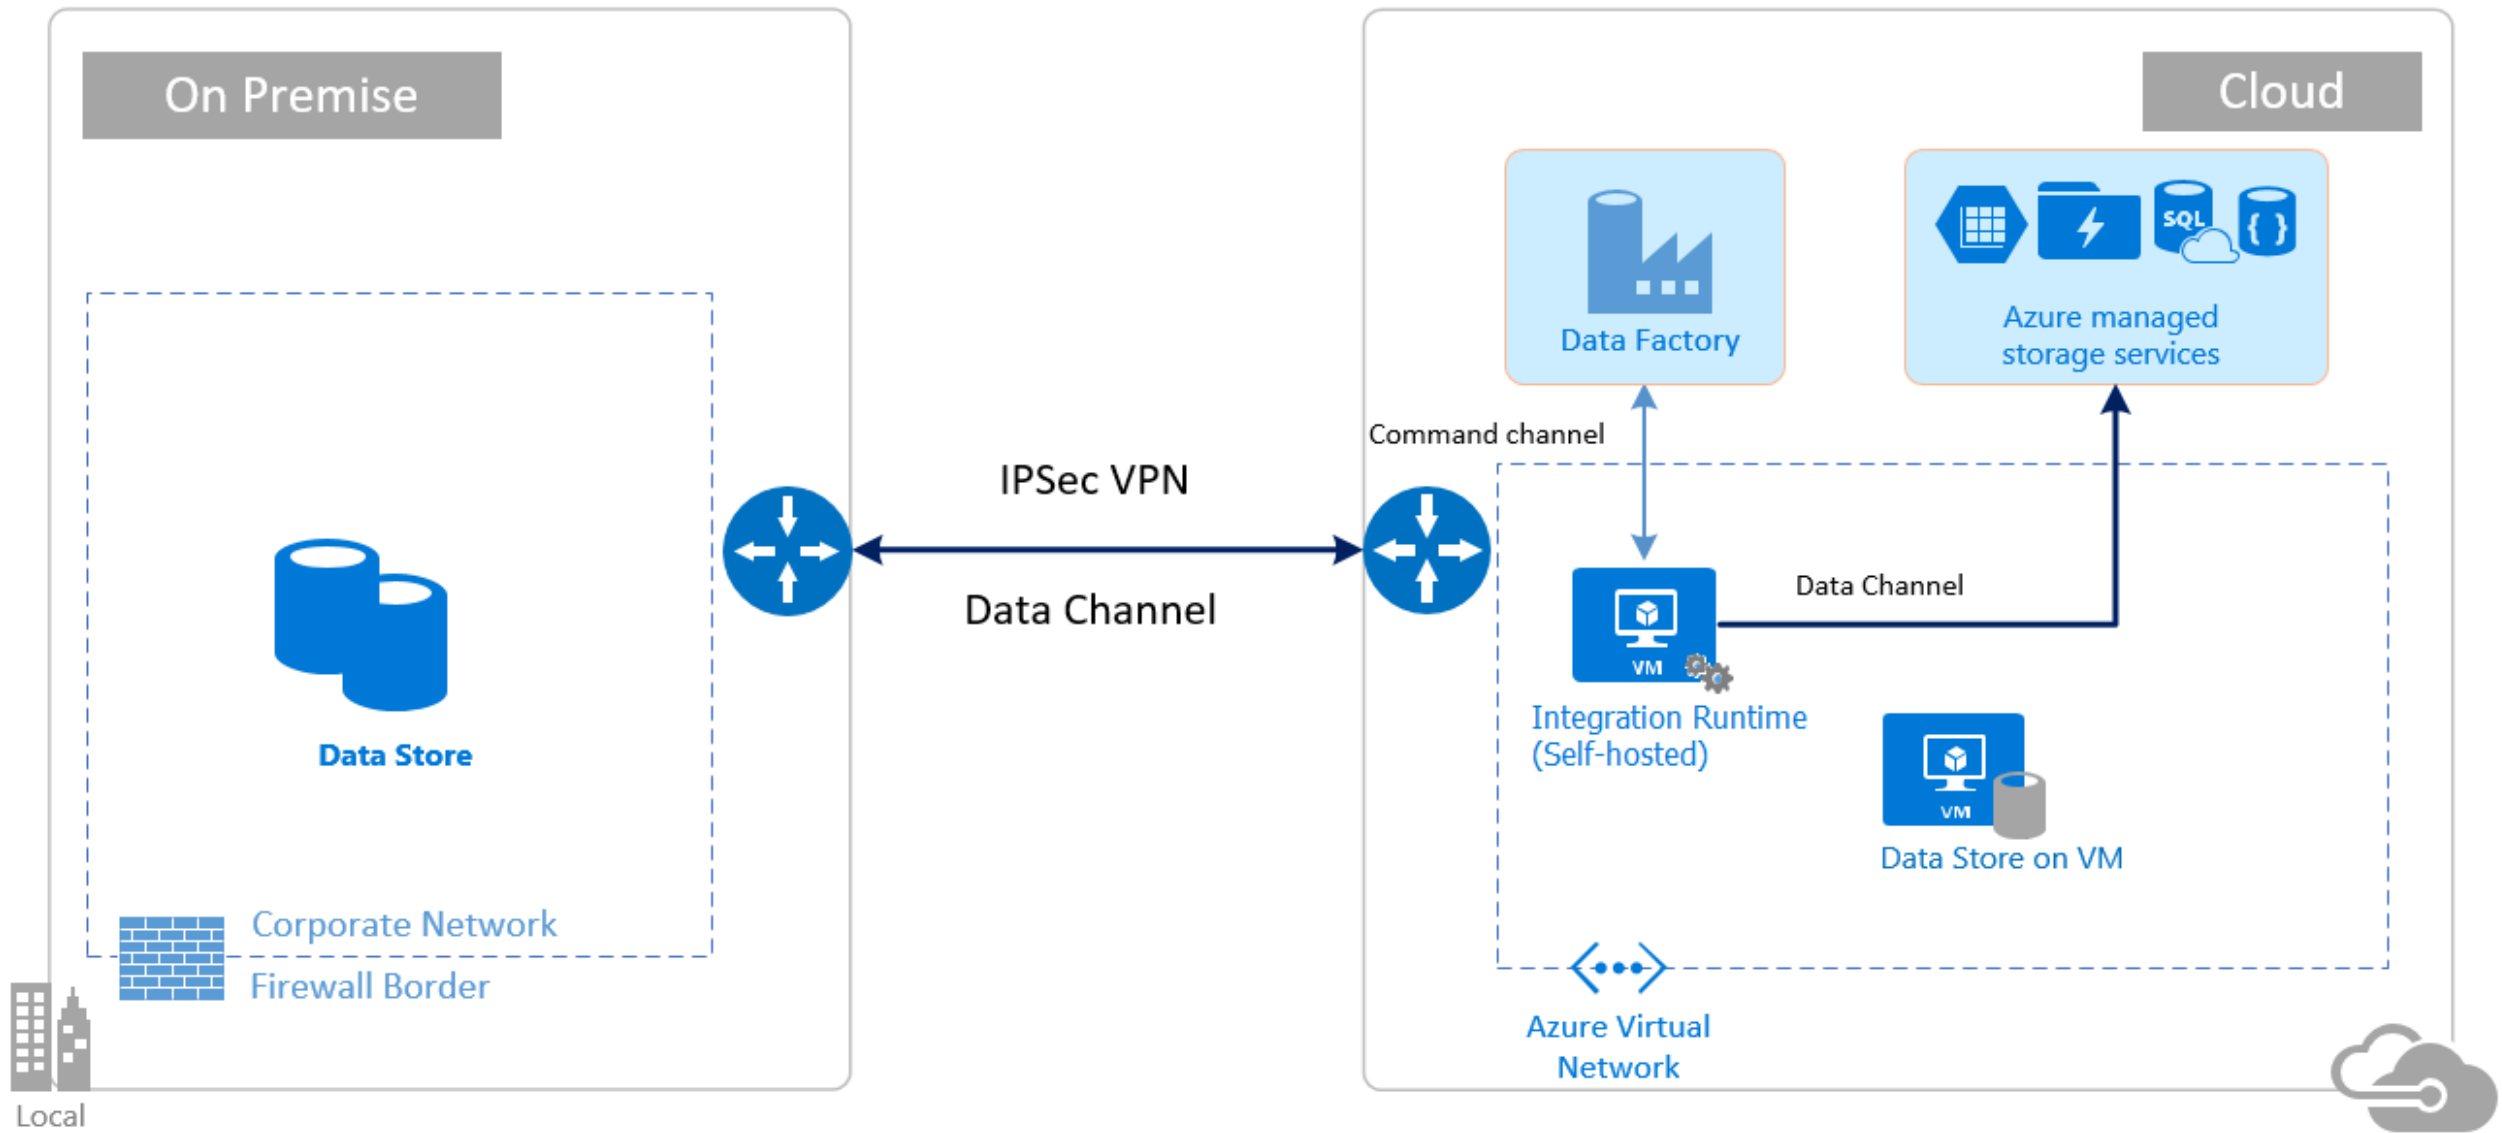 On Premise
Cloud
SQL
{ }
Data Factory
Azure managed
storage services
Command channel
IPSec VPN
Data Channel
Data Channel
VM
Integration Runtime
(Self-hosted)
VM
Data Store on VM
Data Store
Corporate Network
Firewall Border
Azure Virtual
Network
Local